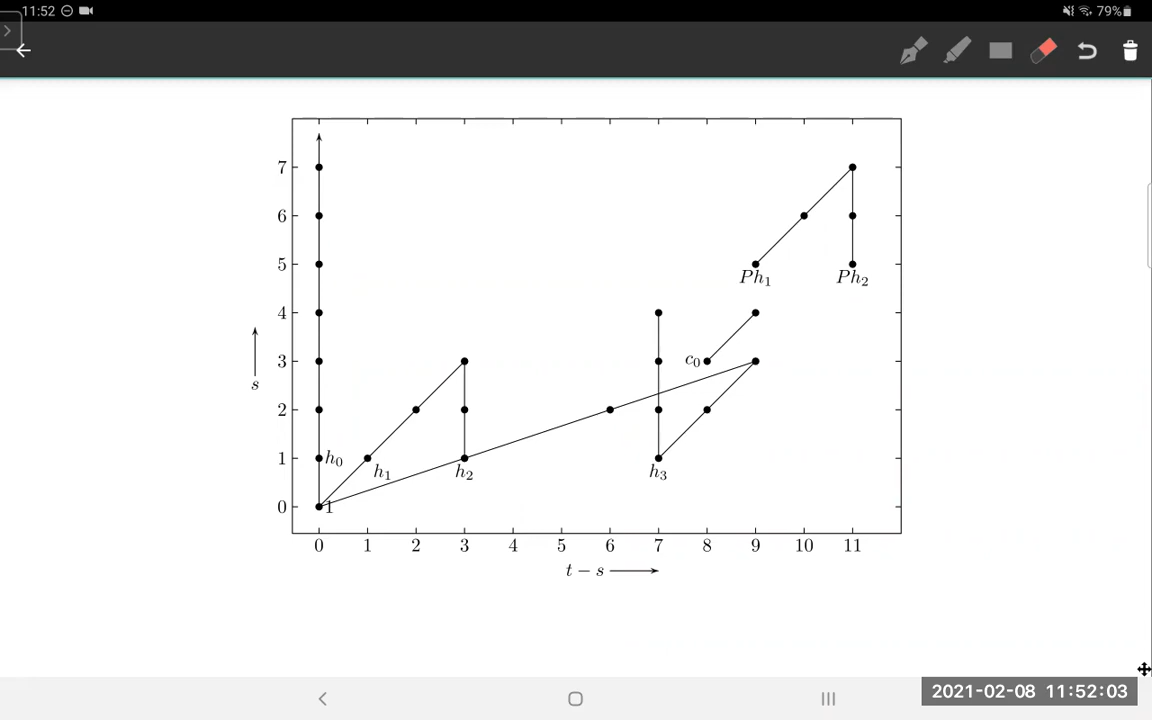 11:52
79%
7
6
5
Ph₁ Ph₂
4
s
3
c₀
2
1
h₀ h₁ h₂ h₃
0
1
0 1 2 3 4 5 6 7 8 9 10 11
t − s
2021-02-08 11:52:03